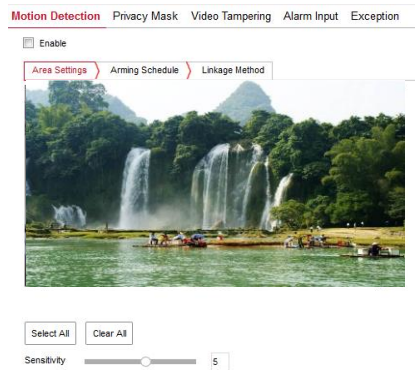 Motion Detection Privacy Mask Video Tampering Alarm Input Exception
Enable
Area Settings Arming Schedule Linkage Method
Select All Clear All
Sensitivity 5